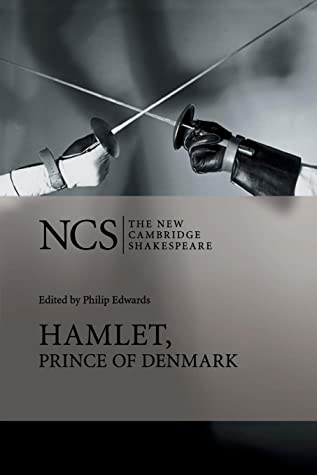 NCS
THE NEW
CAMBRIDGE
SHAKESPEARE
Edited by Philip Edwards
HAMLET,
PRINCE OF DENMARK